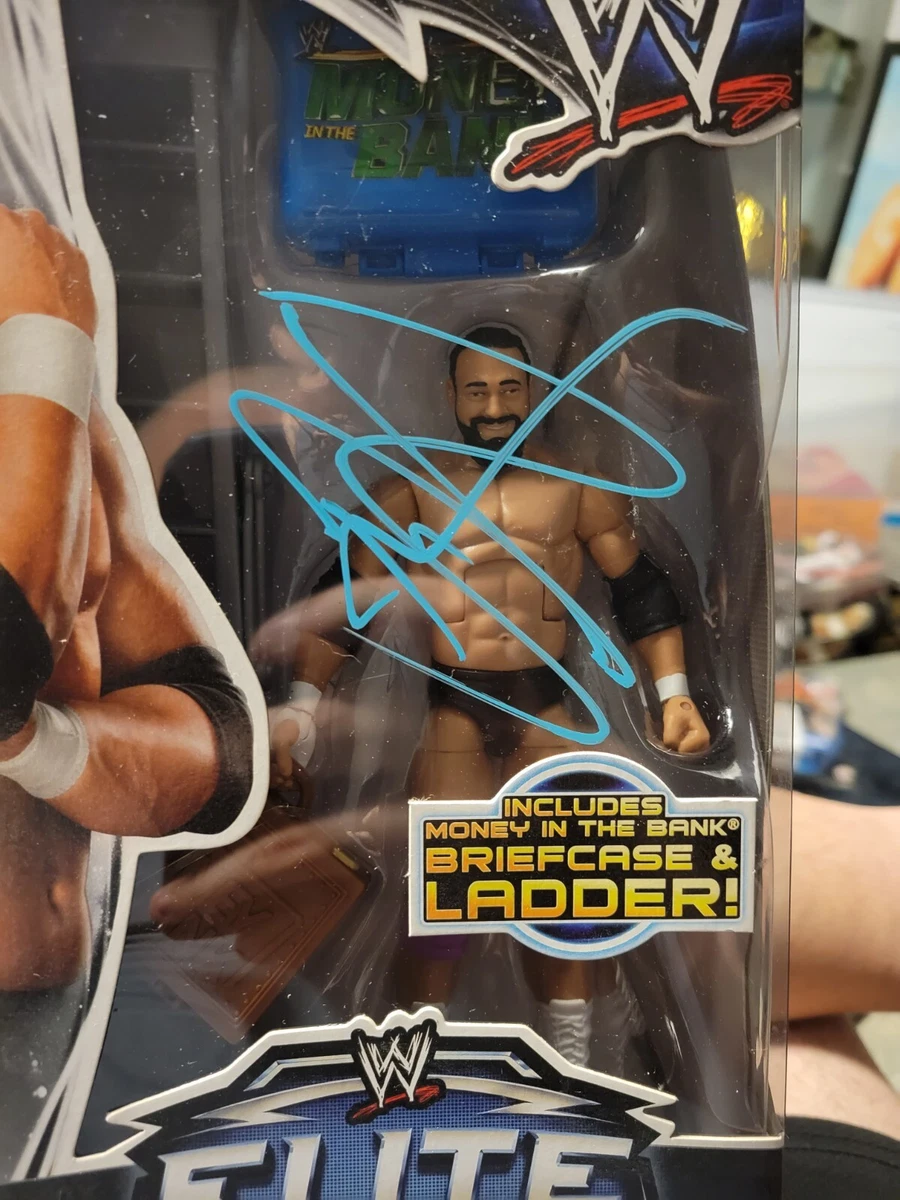 W
MONEY
IN THE
BANK
W
INCLUDES
MONEY IN THE BANK®
BRIEFCASE &
LADDER!
W
ELITE